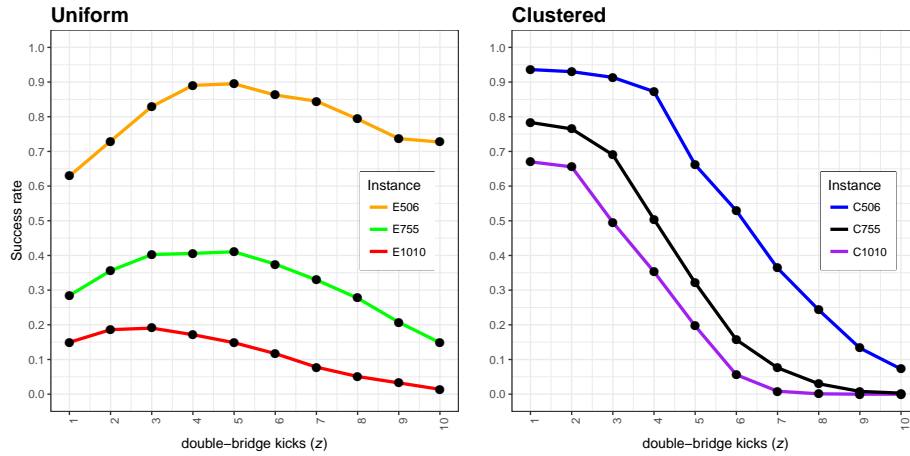 Uniform
Clustered
Success rate
1.0
0.9
0.8
0.7
0.6
0.5
0.4
0.3
0.2
0.1
0.0
Instance
E506
E755
E1010
1 2 3 4 5 6 7 8 9 10
double−bridge kicks (z)
1.0
0.9
0.8
0.7
0.6
0.5
0.4
0.3
0.2
0.1
0.0
Instance
C506
C755
C1010
1 2 3 4 5 6 7 8 9 10
double−bridge kicks (z)